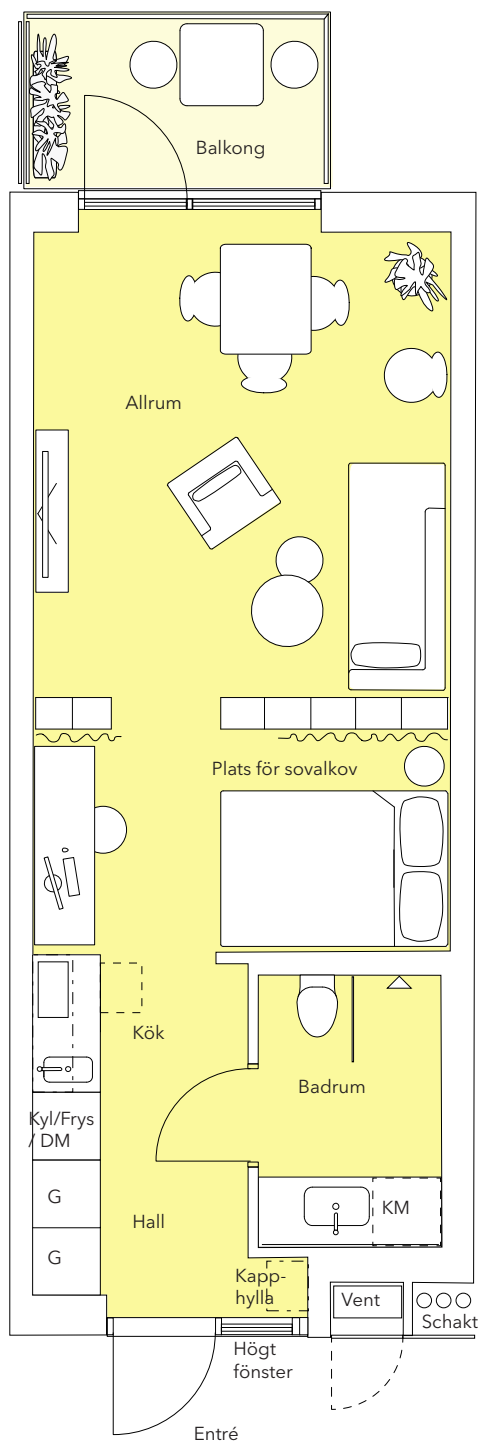 Balkong
Allrum
Plats för sovalkov
Kök
Badrum
Kyl/Frys
/ DM
G
Hall
KM
G
Kapp-
hylla
Vent
Schakt
Högt
fönster
Entré